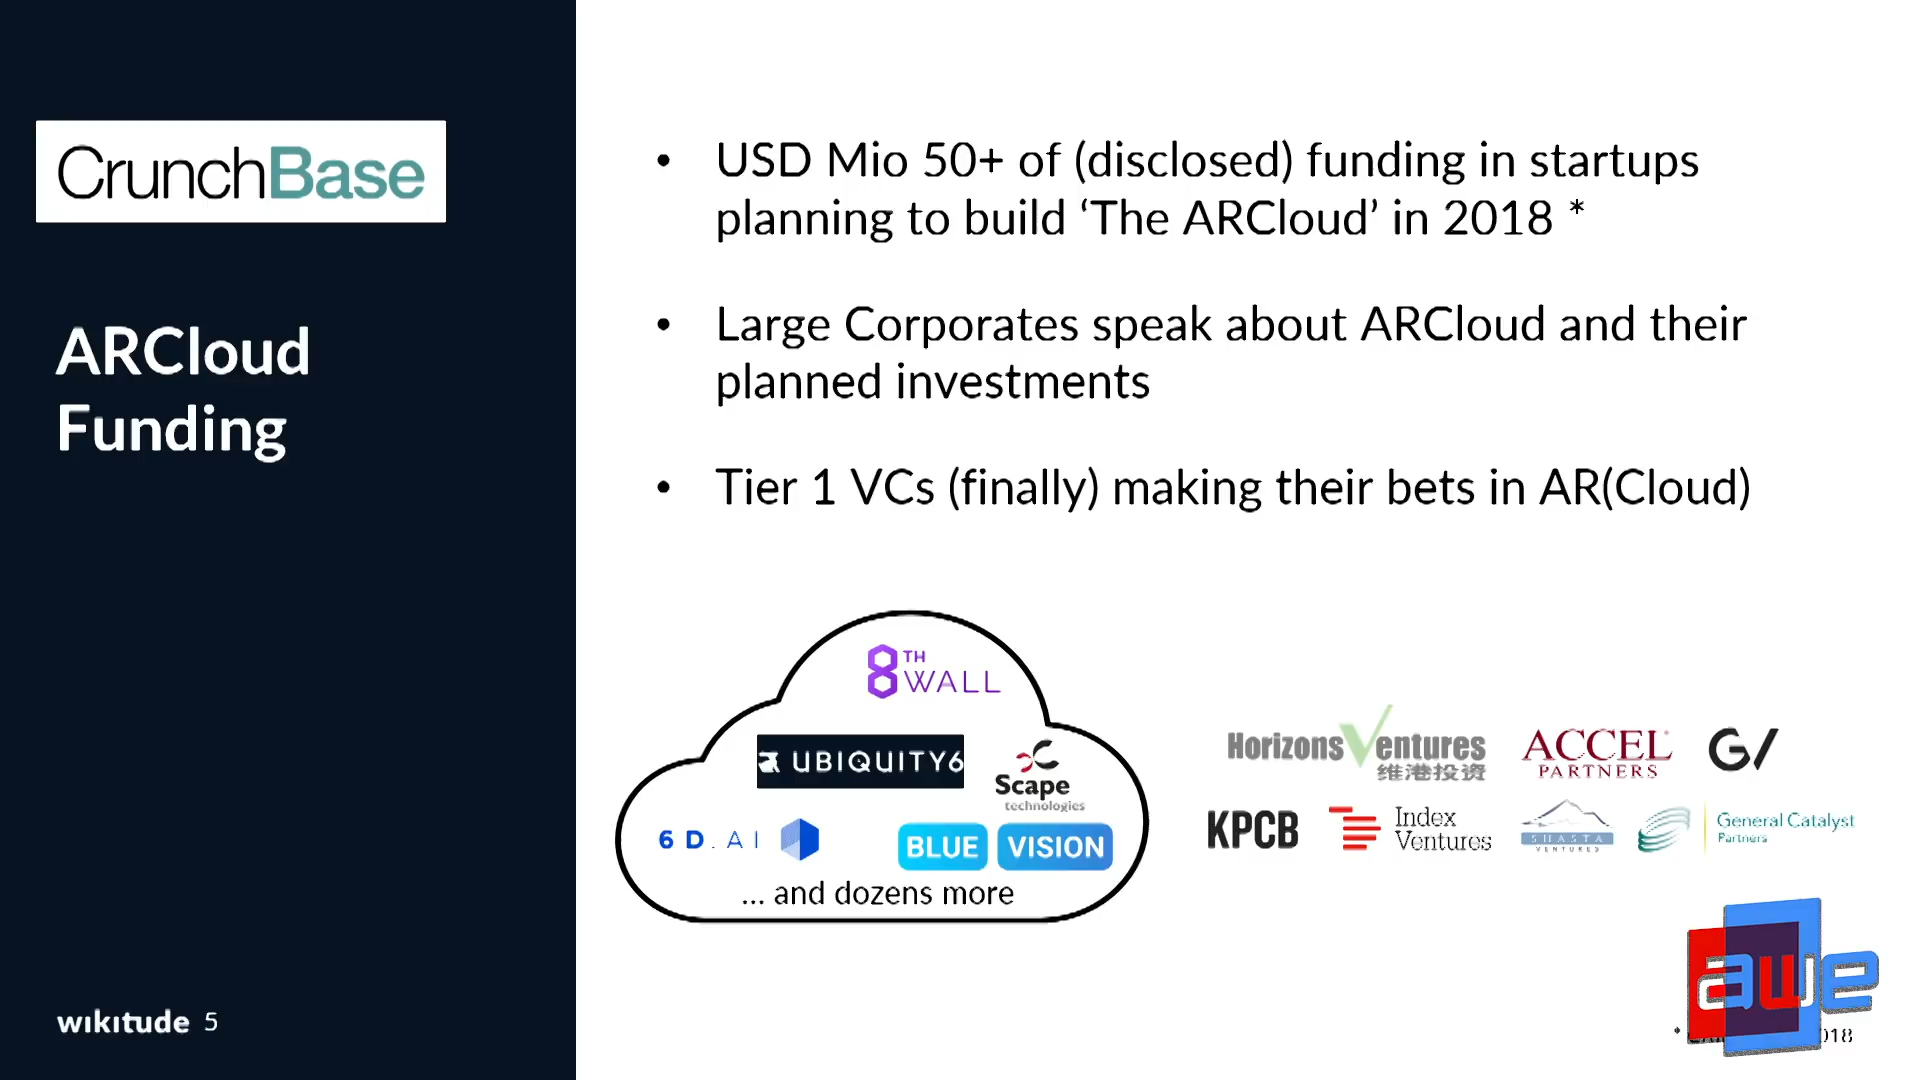 CrunchBase
ARCloud
Funding
• USD Mio 50+ of (disclosed) funding in startups
planning to build ‘The ARCloud’ in 2018 *
• Large Corporates speak about ARCloud and their
planned investments
• Tier 1 VCs (finally) making their bets in AR(Cloud)
8TH WALL
UBIQUITY6
Scape
technologies
6D.AI
BLUE VISION
... and dozens more
Horizons Ventures
维港投资
ACCEL
PARTNERS
GV
KPCB
Index
Ventures
SHASTA
VENTURES
General Catalyst
Partners
awe
wikitude 5
*